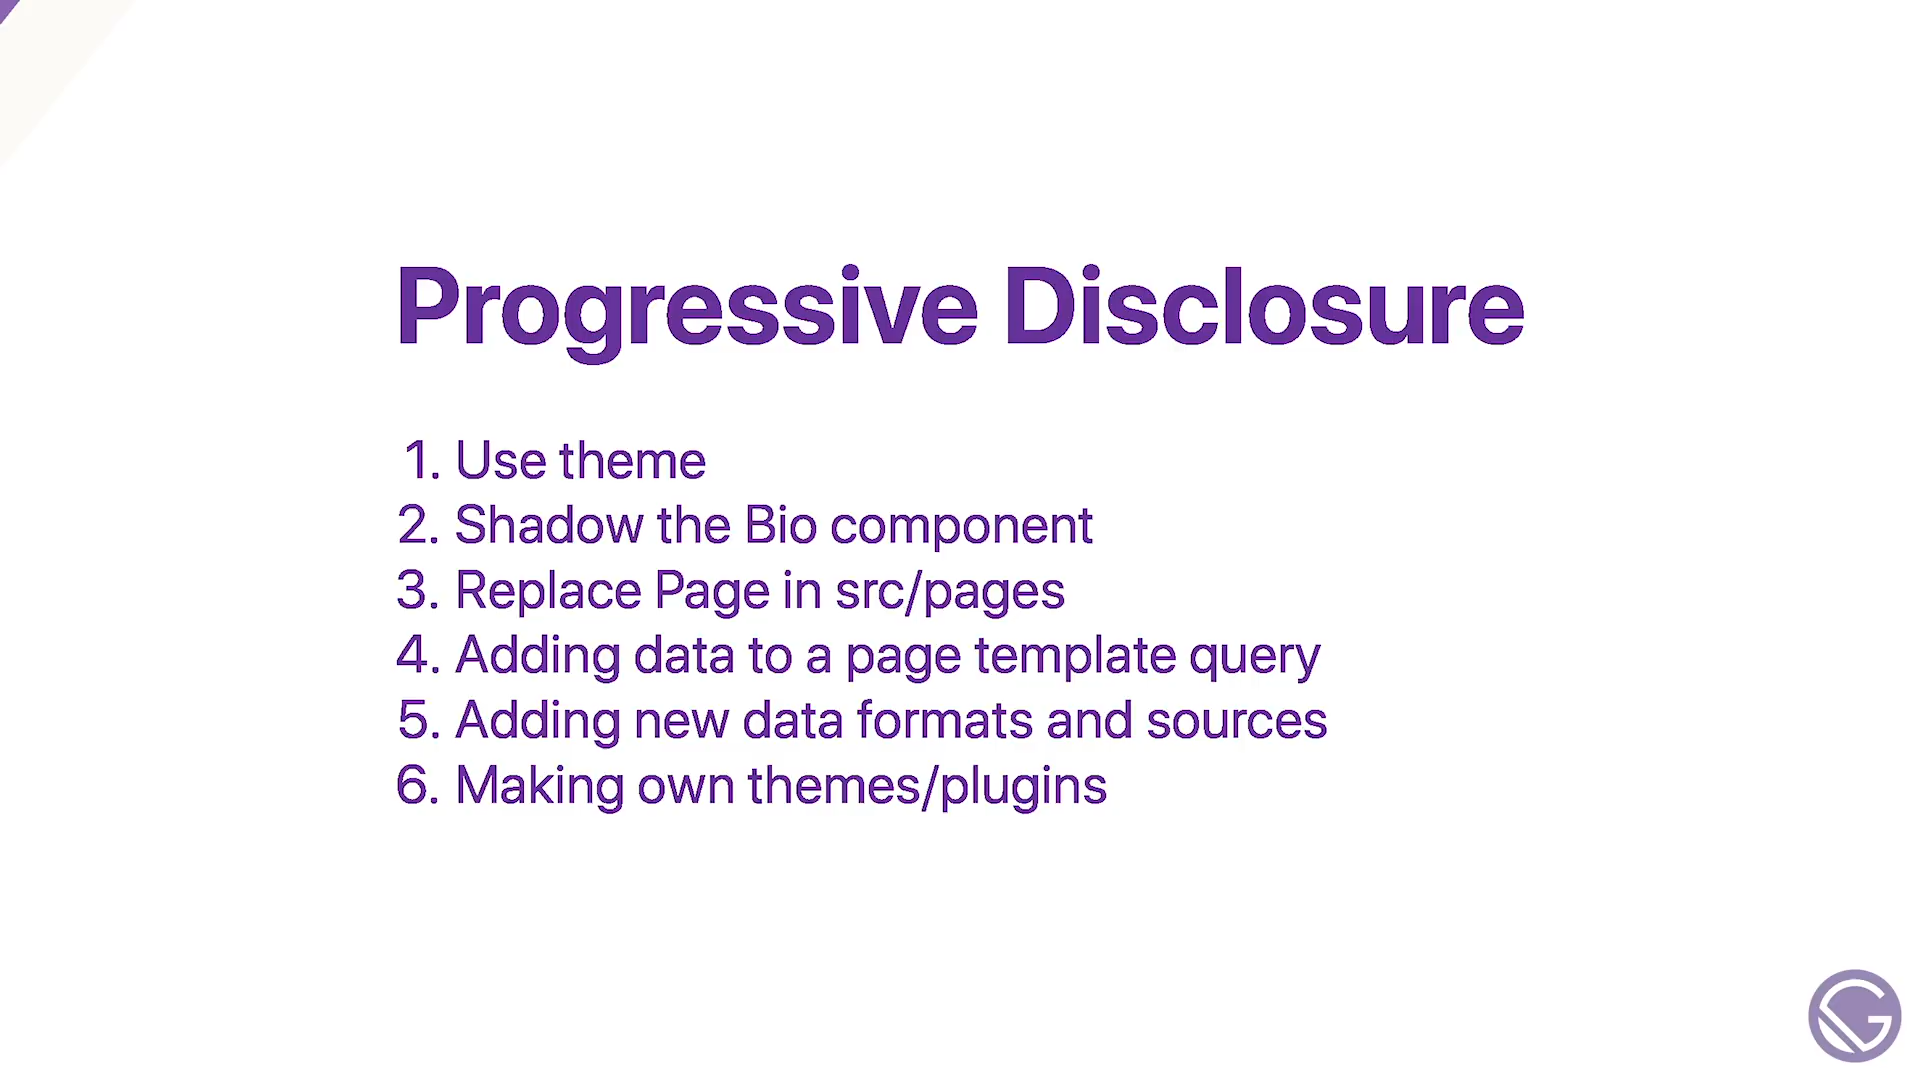 Progressive Disclosure
1. Use theme
2. Shadow the Bio component
3. Replace Page in src/pages
4. Adding data to a page template query
5. Adding new data formats and sources
6. Making own themes/plugins